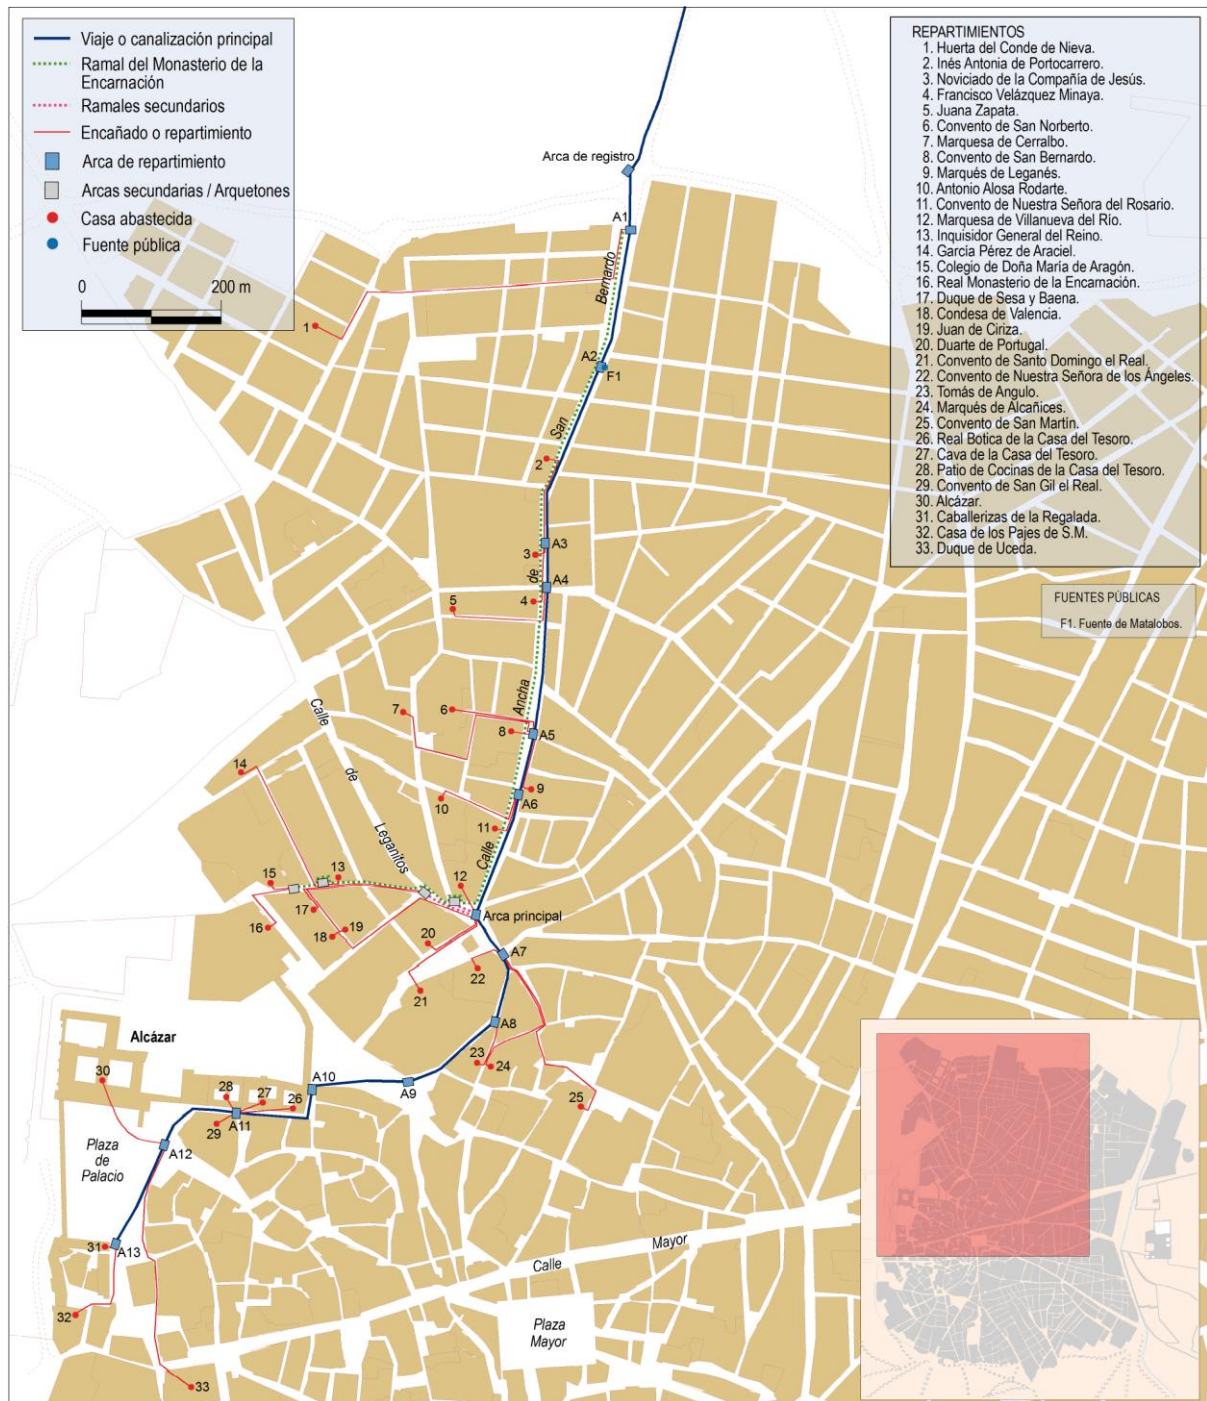 Viaje o canalización principal
Ramal del Monasterio de la
Encarnación
Ramales secundarios
Encañado o repartimiento
Arca de repartimiento
Arcas secundarias / Arquetones
Casa abastecida
Fuente pública
0 200 m
REPARTIMIENTOS
1. Huerta del Conde de Nieva.
2. Inés Antonia de Portocarrero.
3. Noviciado de la Compañía de Jesús.
4. Francisco Velázquez Minaya.
5. Juana Zapata.
6. Convento de San Norberto.
7. Marquesa de Cerralbo.
8. Convento de San Bernardo.
9. Marqués de Leganés.
10. Antonio Alosa Rodarte.
11. Convento de Nuestra Señora del Rosario.
12. Marquesa de Villanueva del Río.
13. Inquisidor General del Reino.
14. García Pérez de Araciel.
15. Colegio de Doña María de Aragón.
16. Real Monasterio de la Encarnación.
17. Duque de Sesa y Baena.
18. Condesa de Valencia.
19. Juan de Ciriza.
20. Duarte de Portugal.
21. Convento de Santo Domingo el Real.
22. Convento de Nuestra Señora de los Ángeles.
23. Tomás de Angulo.
24. Marqués de Alcañices.
25. Convento de San Martín.
26. Real Botica de la Casa del Tesoro.
27. Cava de la Casa del Tesoro.
28. Patio de Cocinas de la Casa del Tesoro.
29. Convento de San Gil el Real.
30. Alcázar.
31. Caballerizas de la Regalada.
32. Casa de los Pajes de S.M.
33. Duque de Uceda.
FUENTES PÚBLICAS
F1. Fuente de Matalobos.
Arca de registro
A1
Bernardo
1
A2
F1
San
2
A3
3
de
A4
4
5
Ancha
Calle
7
6
8
A5
de
14
9
A6
10
11
Leganitos
Calle
13
15
12
Arca principal
17
16
18
19
20
A7
22
21
A8
Alcázar
23
24
30
A10
A9
28
27
26
25
29
A11
Plaza
de
Palacio
A12
31
A13
Mayor
Calle
32
Plaza
Mayor
33